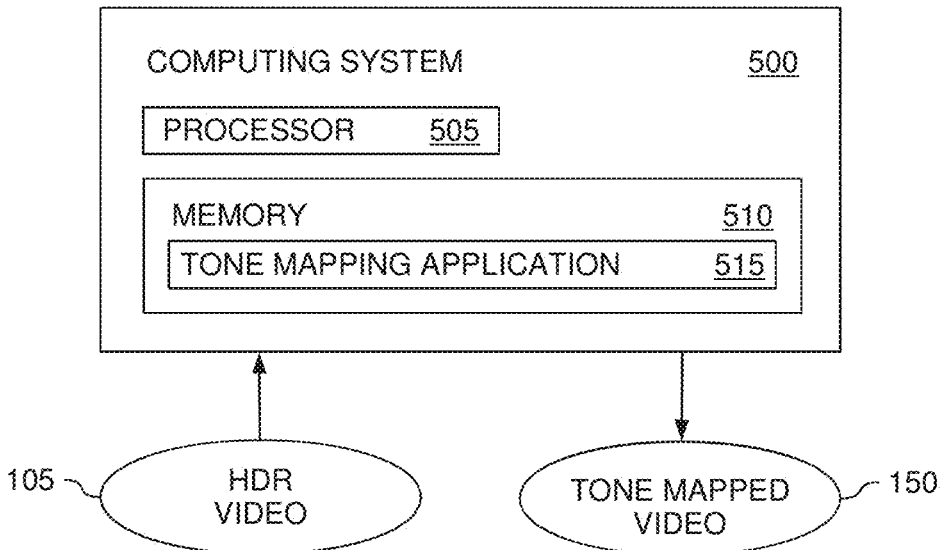 COMPUTING SYSTEM 500
PROCESSOR 505
MEMORY 510
TONE MAPPING APPLICATION 515
105 HDR VIDEO
TONE MAPPED VIDEO 150